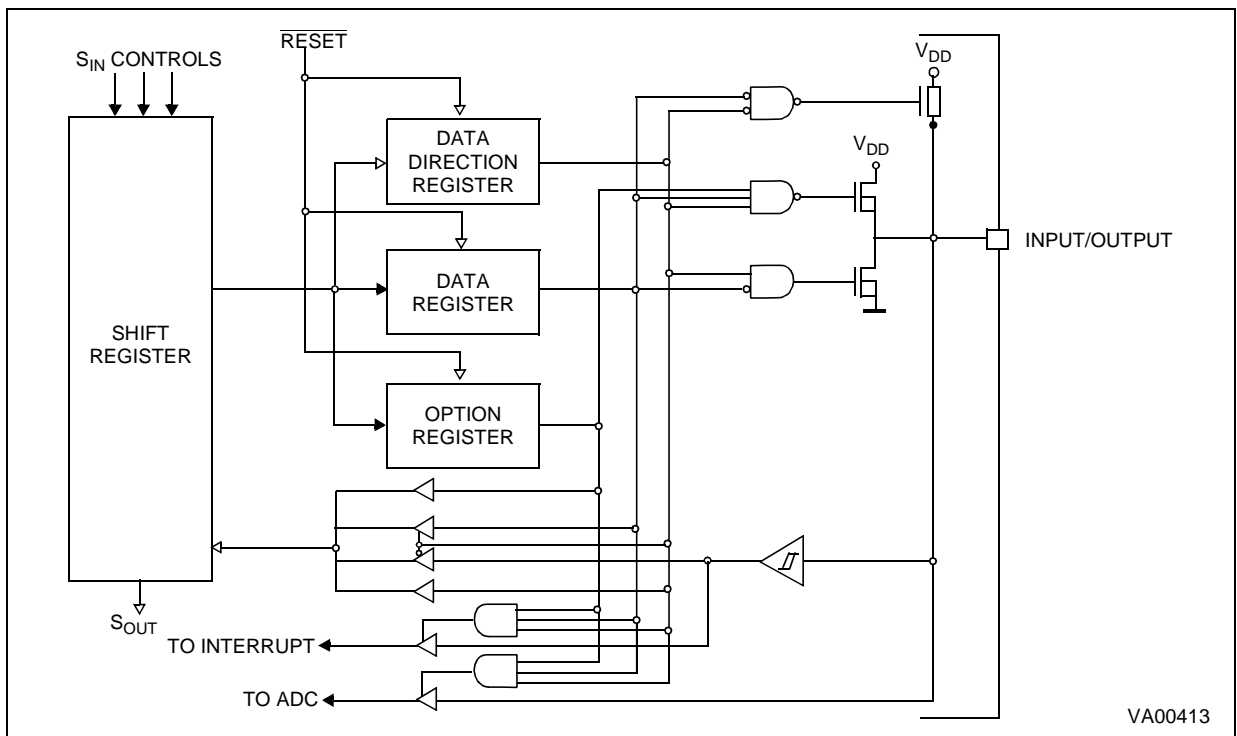 RESET
S_IN CONTROLS
V_DD
DATA
DIRECTION
REGISTER
V_DD
INPUT/OUTPUT
DATA
REGISTER
SHIFT
REGISTER
OPTION
REGISTER
S_OUT
TO INTERRUPT
TO ADC
VA00413